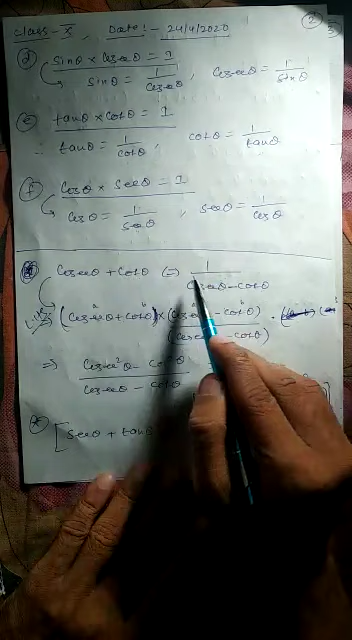 Class-X, Date:- 24/4/2020 (2)
(d) sinθ × cosecθ = 1
sinθ = 1/cosecθ, cosecθ = 1/sinθ
(e) tanθ × cotθ = 1
tanθ = 1/cotθ, cotθ = 1/tanθ
(f) cosθ × secθ = 1
cosθ = 1/secθ, secθ = 1/cosθ
cosecθ + cotθ (=) 1/cosecθ - cotθ
(cosecθ + cotθ) × (cosecθ - cotθ)
=> cosec²θ - cot²θ / cosecθ - cotθ
[secθ + tanθ